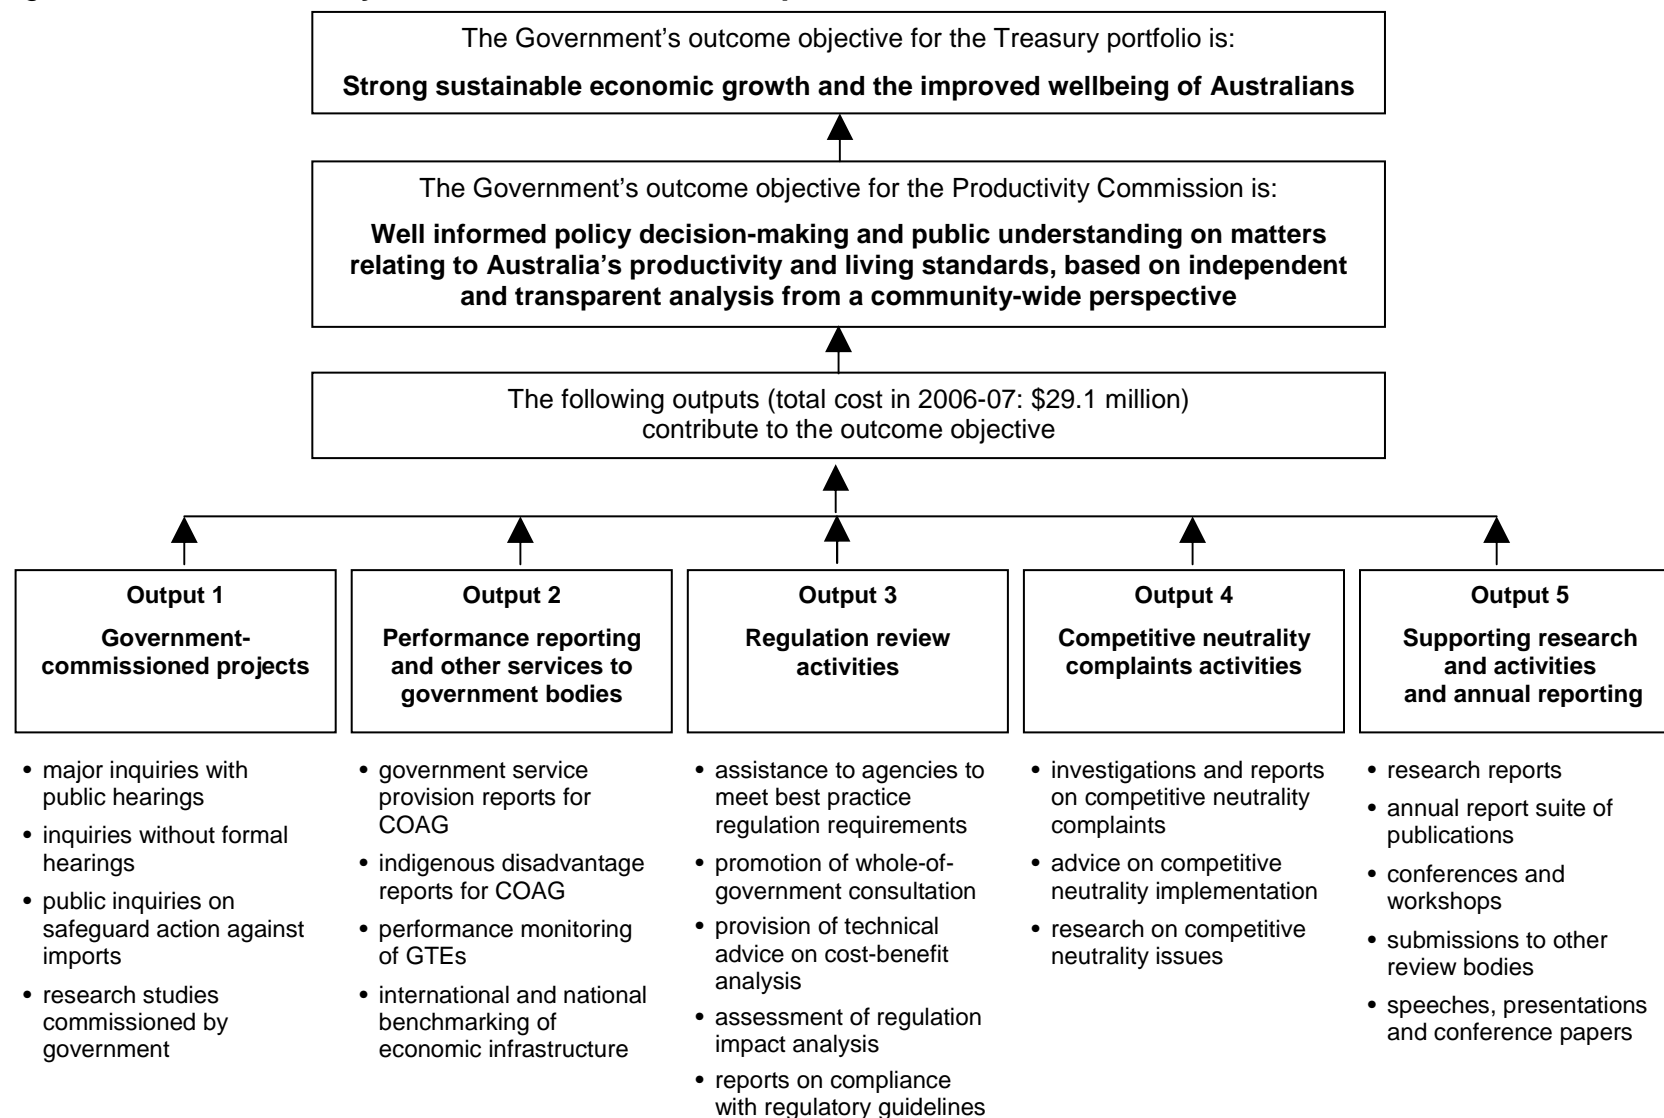 The Government’s outcome objective for the Treasury portfolio is:
Strong sustainable economic growth and the improved wellbeing of Australians
The Government’s outcome objective for the Productivity Commission is:
Well informed policy decision-making and public understanding on matters
relating to Australia’s productivity and living standards, based on independent
and transparent analysis from a community-wide perspective
The following outputs (total cost in 2006-07: $29.1 million)
contribute to the outcome objective
Output 1
Government-
commissioned projects
• major inquiries with
public hearings
• inquiries without formal
hearings
• public inquiries on
safeguard action against
imports
• research studies
commissioned by
government
Output 2
Performance reporting
and other services to
government bodies
• government service
provision reports for
COAG
• indigenous disadvantage
reports for COAG
• performance monitoring
of GTEs
• international and national
benchmarking of
economic infrastructure
Output 3
Regulation review
activities
• assistance to agencies to
meet best practice
regulation requirements
• promotion of whole-of-
government consultation
• provision of technical
advice on cost-benefit
analysis
• assessment of regulation
impact analysis
• reports on compliance
with regulatory guidelines
Output 4
Competitive neutrality
complaints activities
• investigations and reports
on competitive neutrality
complaints
• advice on competitive
neutrality implementation
• research on competitive
neutrality issues
Output 5
Supporting research
and activities
and annual reporting
• research reports
• annual report suite of
publications
• conferences and
workshops
• submissions to other
review bodies
• speeches, presentations
and conference papers